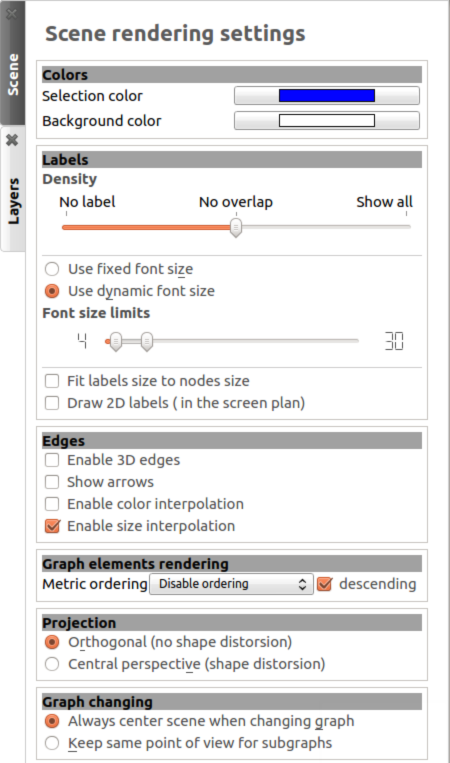 Scene rendering settings
Scene
Layers
Colors
Selection color
Background color
Labels
Density
No label No overlap Show all
Use fixed font size
Use dynamic font size
Font size limits
4 30
Fit labels size to nodes size
Draw 2D labels ( in the screen plan)
Edges
Enable 3D edges
Show arrows
Enable color interpolation
Enable size interpolation
Graph elements rendering
Metric ordering Disable ordering descending
Projection
Orthogonal (no shape distorsion)
Central perspective (shape distorsion)
Graph changing
Always center scene when changing graph
Keep same point of view for subgraphs